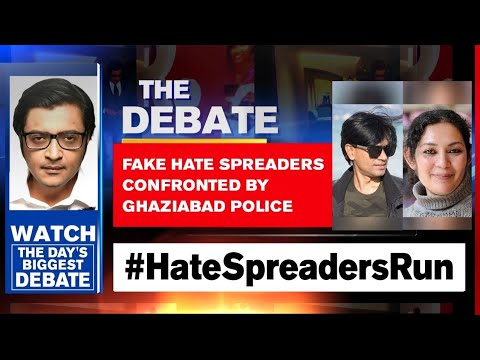 THE
DEBATE
FAKE HATE SPREADERS
CONFRONTED BY
GHAZIABAD POLICE
WATCH
THE DAY'S
BIGGEST
DEBATE
#HateSpreadersRun